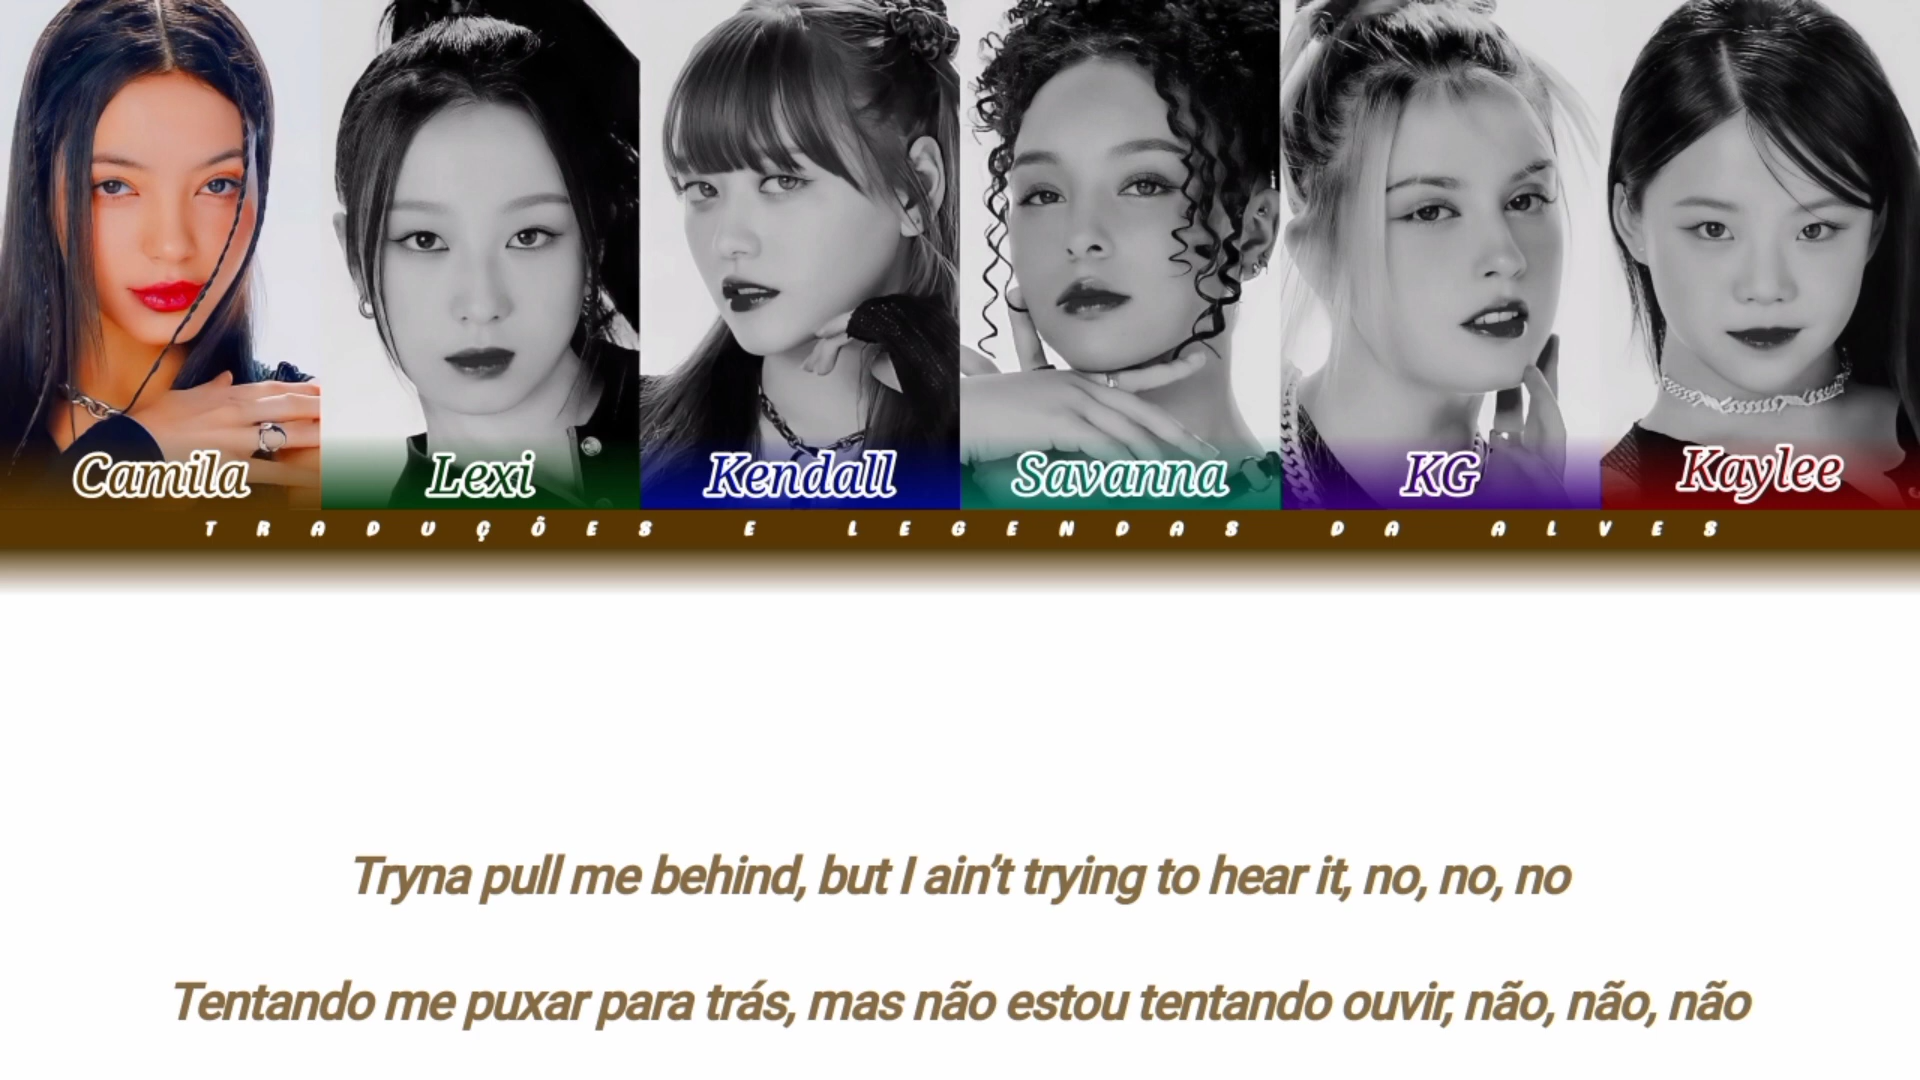 Camila Lexi Kendall Savanna KG Kaylee
TRADUÇÕES E LEGENDAS DA ALVES
Tryna pull me behind, but I ain’t trying to hear it, no, no, no
Tentando me puxar para trás, mas não estou tentando ouvir, não, não, não